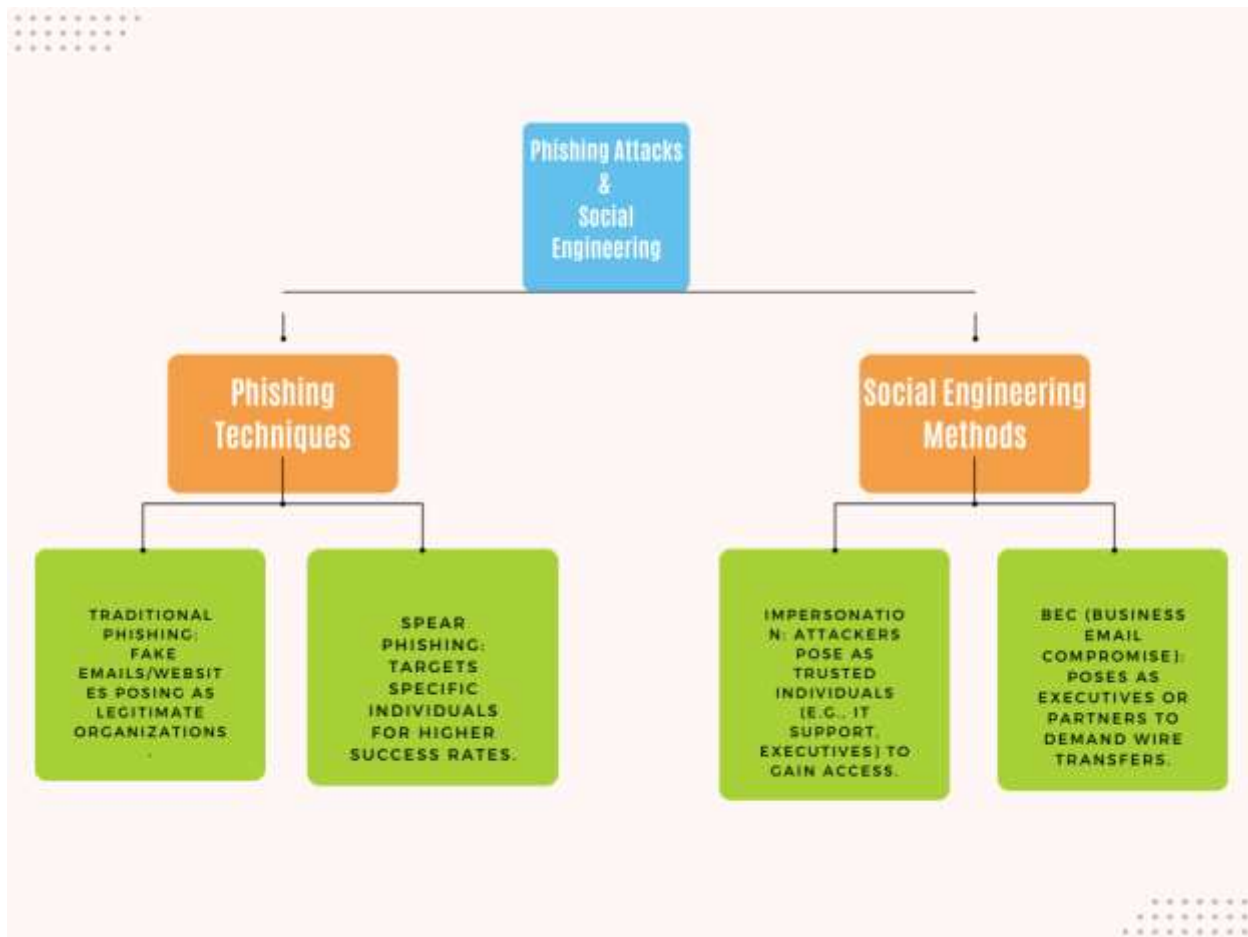 Phishing Attacks
&
Social
Engineering
Phishing
Techniques
Social Engineering
Methods
TRADITIONAL
PHISHING:
FAKE
EMAILS/WEBSIT
ES POSING AS
LEGITIMATE
ORGANIZATIONS
.
SPEAR
PHISHING:
TARGETS
SPECIFIC
INDIVIDUALS
FOR HIGHER
SUCCESS RATES.
IMPERSONATIO
N: ATTACKERS
POSE AS
TRUSTED
INDIVIDUALS
(E.G., IT
SUPPORT,
EXECUTIVES) TO
GAIN ACCESS.
BEC (BUSINESS
EMAIL
COMPROMISE):
POSES AS
EXECUTIVES OR
PARTNERS TO
DEMAND WIRE
TRANSFERS.